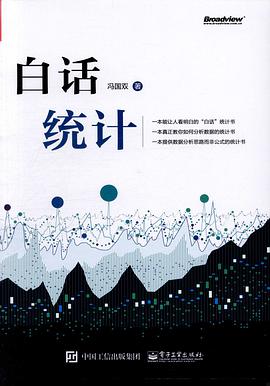 Broadview®
白话
统计
冯国双 著
一本能让人看明白的“白话”统计书
一本真正教你如何分析数据的统计书
一本提供数据分析思路而非公式的统计书
中国工信出版集团
电子工业出版社